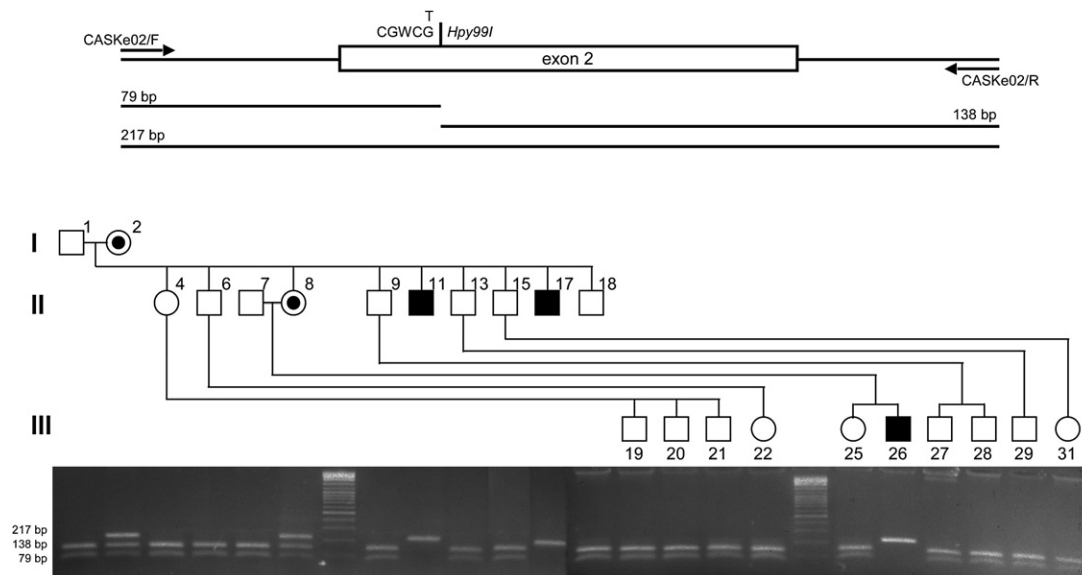 T
CASKe02/F CGWCG Hpy99I
exon 2
CASKe02/R
79 bp
138 bp
217 bp
I 1 2
II 4 6 7 8 9 11 13 15 17 18
III
19 20 21 22 25 26 27 28 29 31
217 bp
138 bp
79 bp